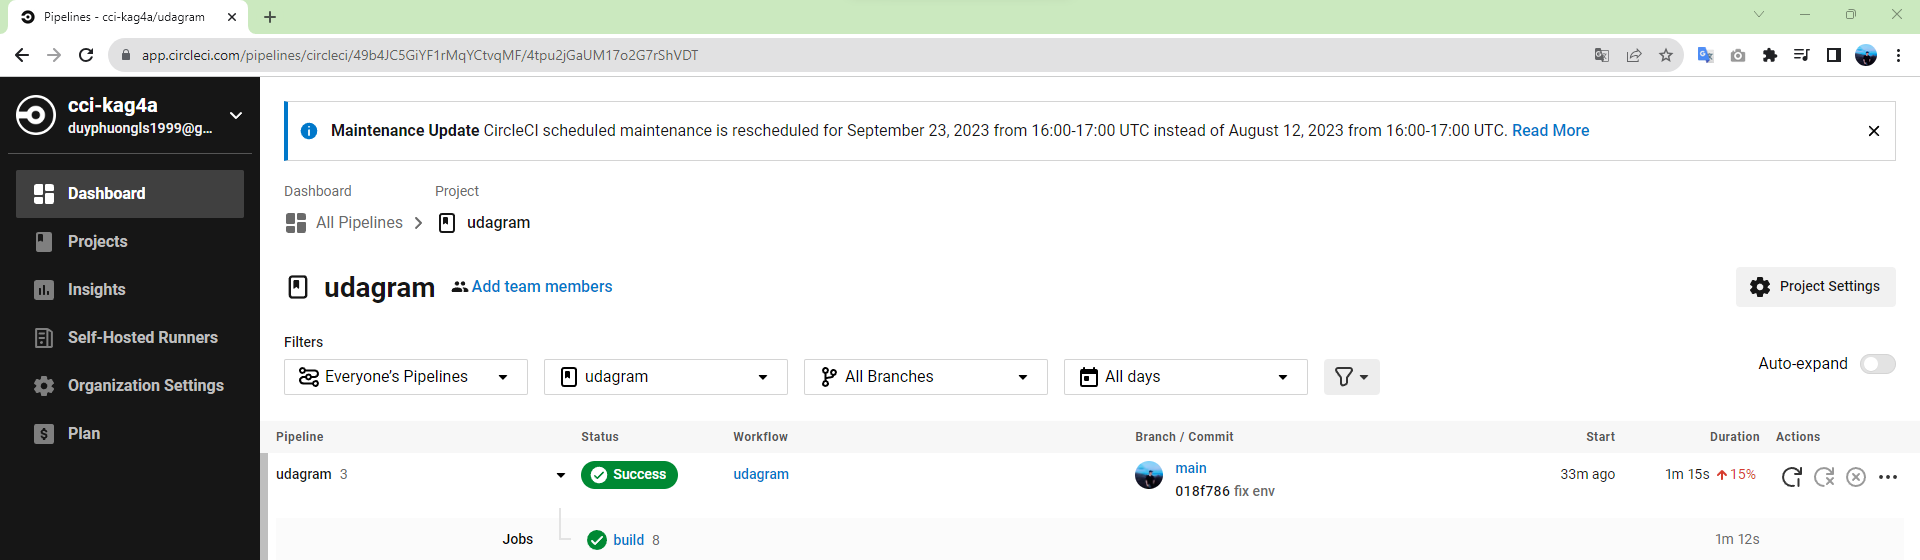 Pipelines - cci-kag4a/udagram
app.circleci.com/pipelines/circleci/49b4JC5GiYF1rMqYCtvqMF/4tpu2jGaUM17o2G7rShVDT
cci-kag4a
duyphuongls1999@g...
Dashboard
Projects
Insights
Self-Hosted Runners
Organization Settings
Plan
Maintenance Update CircleCI scheduled maintenance is rescheduled for September 23, 2023 from 16:00-17:00 UTC instead of August 12, 2023 from 16:00-17:00 UTC. Read More
Dashboard Project
All Pipelines udagram
udagram Add team members Project Settings
Filters
Everyone’s Pipelines udagram All Branches All days Auto-expand
Pipeline Status Workflow Branch / Commit Start Duration Actions
udagram 3 Success udagram main 33m ago 1m 15s 15%
018f786 fix env
Jobs build 8 1m 12s